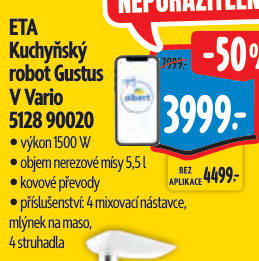 ETA
Kuchyňský
robot Gustus
V Vario
5128 90020
• výkon 1500 W
• objem nerezové mísy 5,5 l
• kovové převody
• příslušenství: 4 mixovací nástavce,
mlýnek na maso,
4 struhadla
albert
7999.-
-50%
3999.-
BEZ
APLIKACE 4499.-